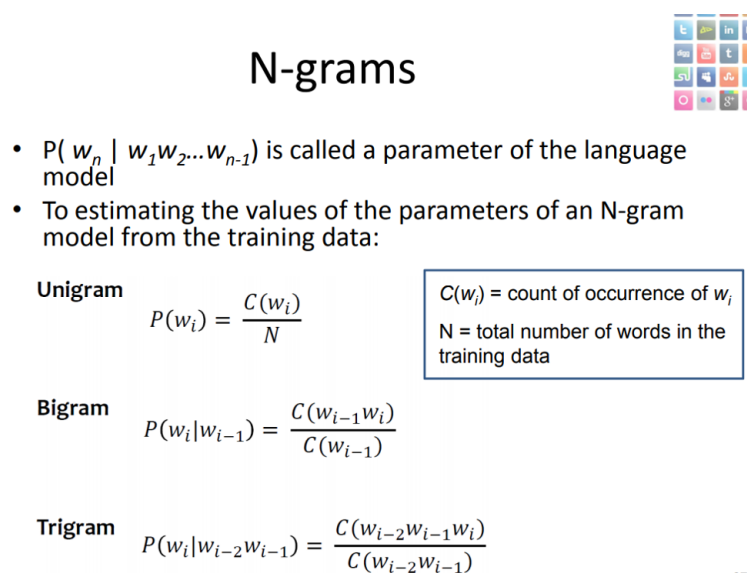 N-grams
• P( wₙ | w₁w₂...wₙ₋₁) is called a parameter of the language
model
• To estimating the values of the parameters of an N-gram
model from the training data:
Unigram
P(wᵢ) = C(wᵢ) / N
C(wᵢ) = count of occurrence of wᵢ
N = total number of words in the
training data
Bigram
P(wᵢ|wᵢ₋₁) = C(wᵢ₋₁wᵢ) / C(wᵢ₋₁)
Trigram
P(wᵢ|wᵢ₋₂wᵢ₋₁) = C(wᵢ₋₂wᵢ₋₁wᵢ) / C(wᵢ₋₂wᵢ₋₁)